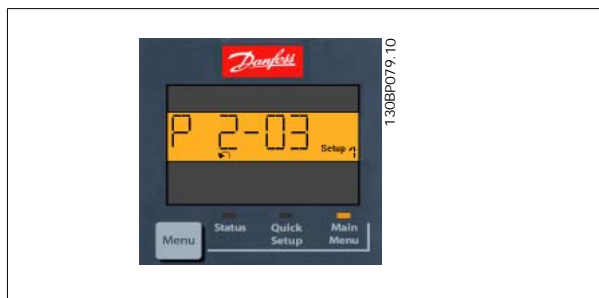 Danfoss
P 2-03
Setup 1
Status
Quick Setup
Main Menu
Menu
130BP079.10